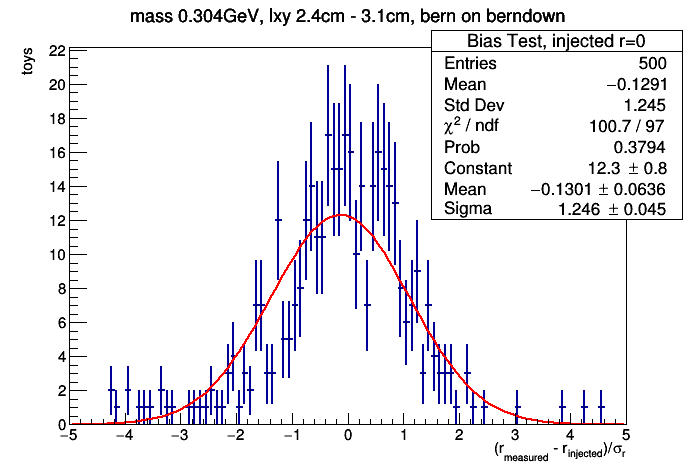 mass 0.304GeV, lxy 2.4cm - 3.1cm, bern on berndown
Bias Test, injected r=0
Entries 500
Mean −0.1291
Std Dev 1.245
χ² / ndf 100.7 / 97
Prob 0.3794
Constant 12.3 ± 0.8
Mean −0.1301 ± 0.0636
Sigma 1.246 ± 0.045
toys
22
20
18
16
14
12
10
8
6
4
2
0
−5 −4 −3 −2 −1 0 1 2 3 4 5
(r_measured - r_injected)/σ_r